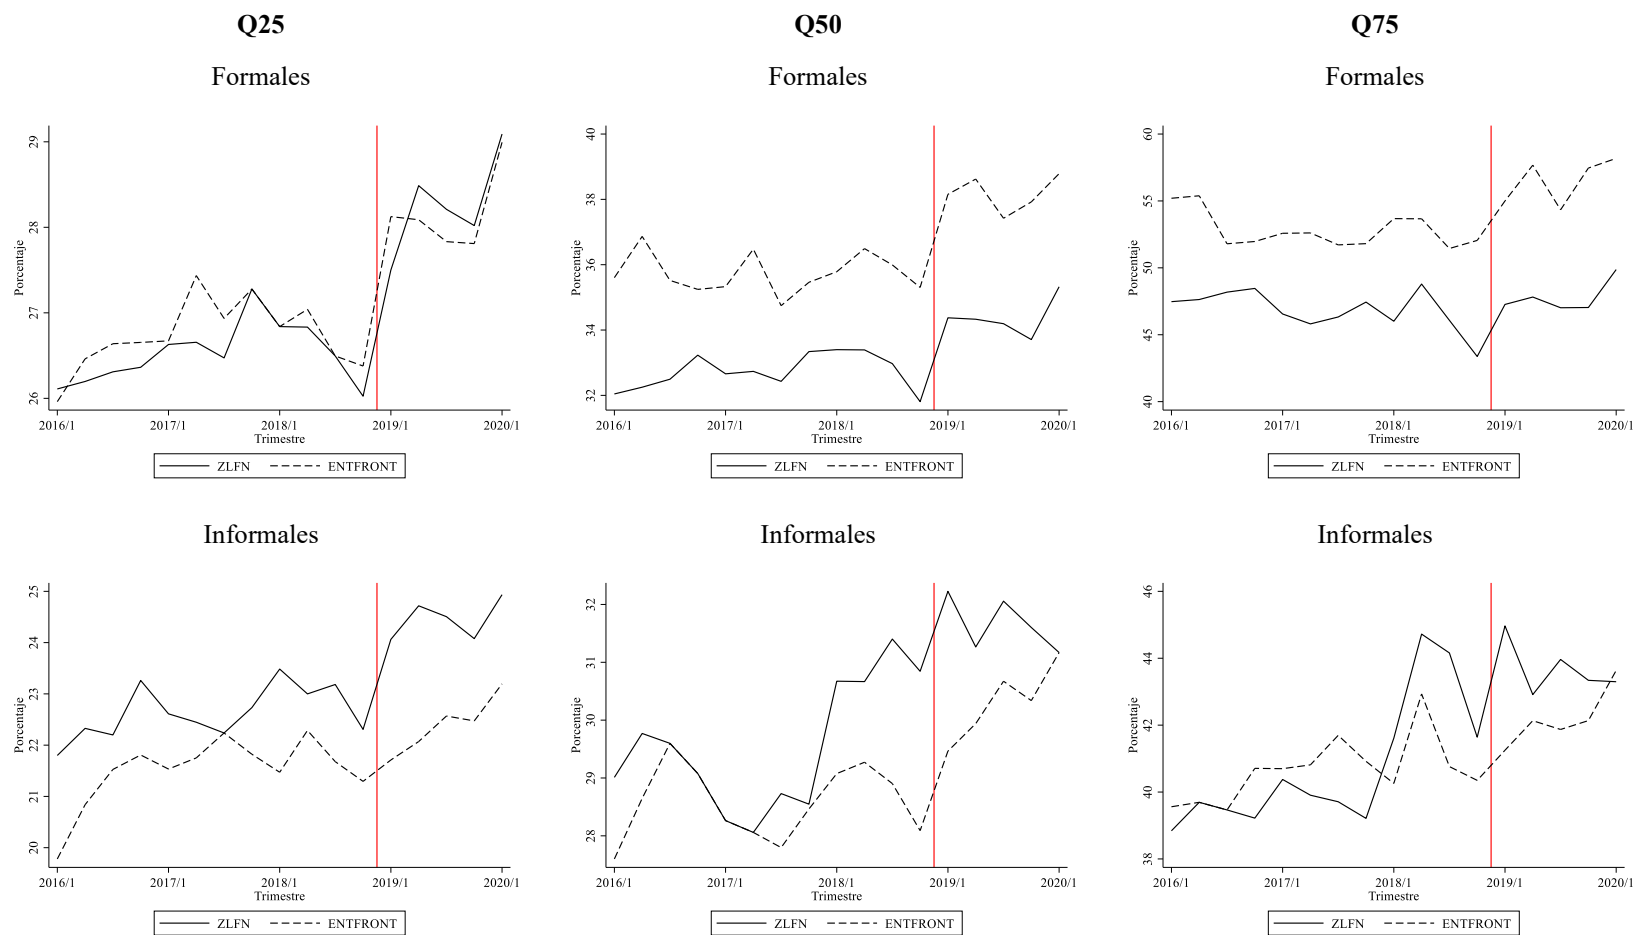 Q25
Q50
Q75
Formales
Formales
Formales
Porcentaje
29
28
27
26
2016/1 2017/1 2018/1 2019/1 2020/1
Trimestre
ZLFN ENTFRONT
Porcentaje
40
38
36
34
32
2016/1 2017/1 2018/1 2019/1 2020/1
Trimestre
ZLFN ENTFRONT
Porcentaje
60
55
50
45
40
2016/1 2017/1 2018/1 2019/1 2020/1
Trimestre
ZLFN ENTFRONT
Informales
Informales
Informales
Porcentaje
25
24
23
22
21
20
2016/1 2017/1 2018/1 2019/1 2020/1
Trimestre
ZLFN ENTFRONT
Porcentaje
32
31
30
29
28
2016/1 2017/1 2018/1 2019/1 2020/1
Trimestre
ZLFN ENTFRONT
Porcentaje
46
44
42
40
38
2016/1 2017/1 2018/1 2019/1 2020/1
Trimestre
ZLFN ENTFRONT